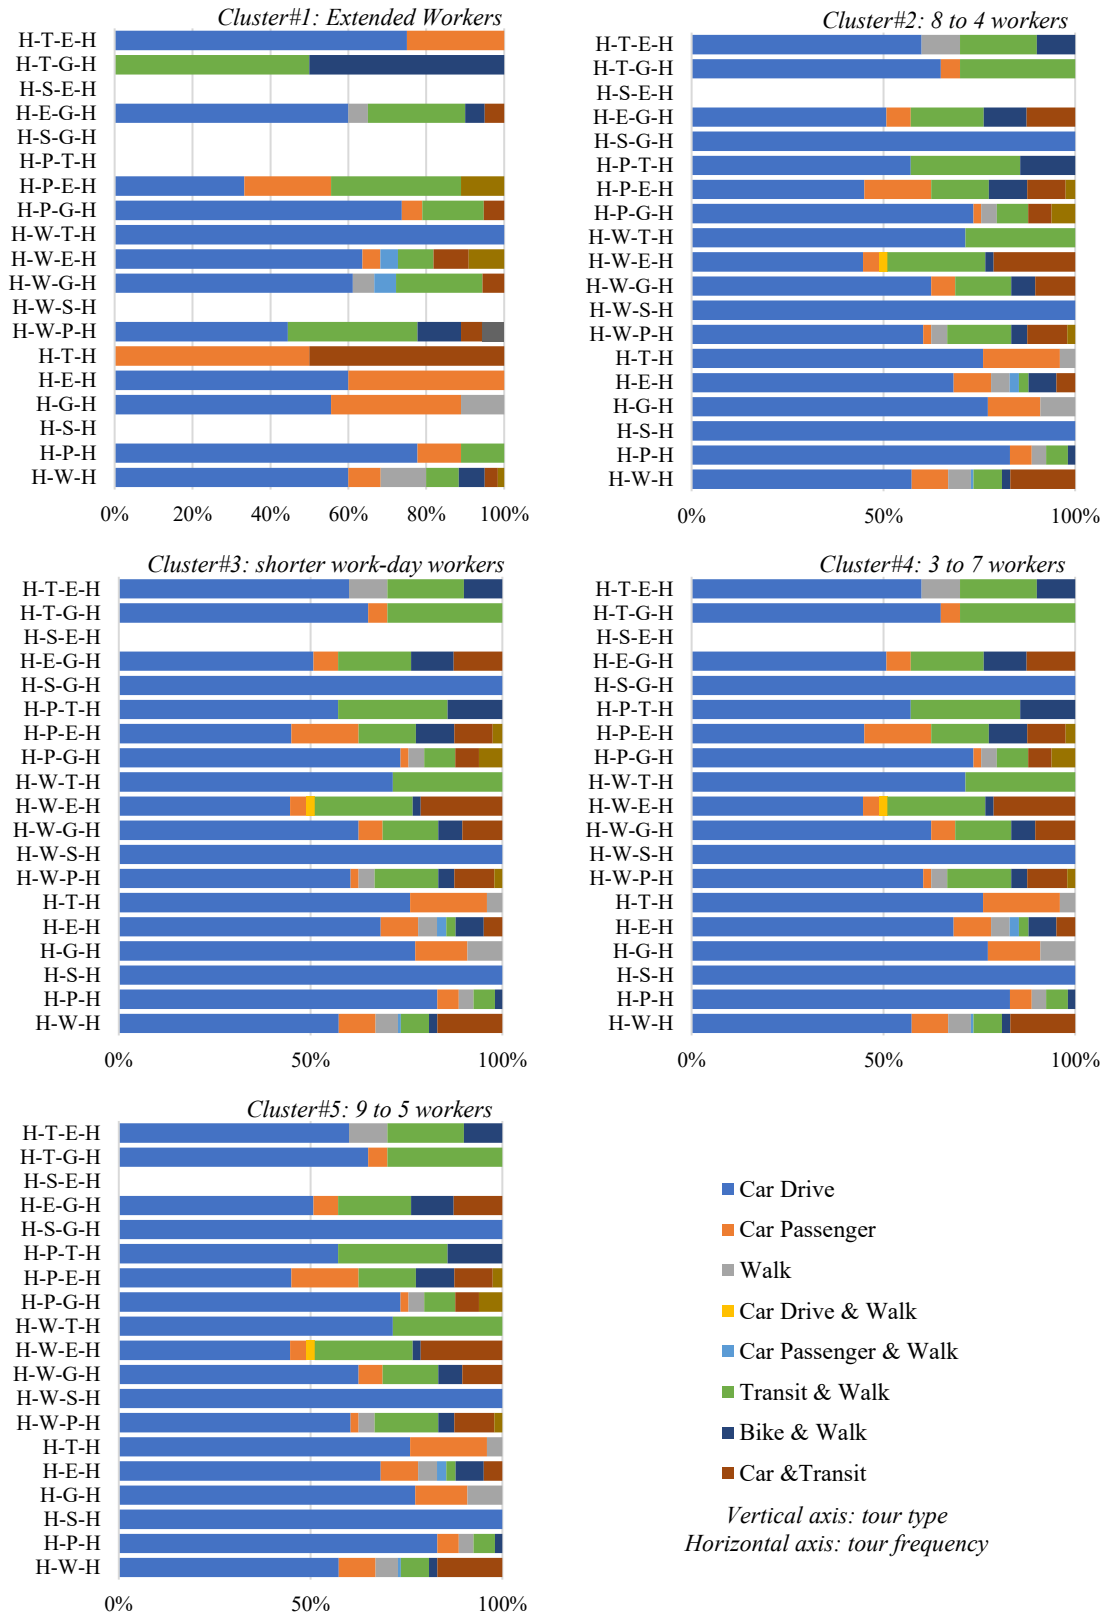 Cluster#1: Extended Workers
H-T-E-H
H-T-G-H
H-S-E-H
H-E-G-H
H-S-G-H
H-P-T-H
H-P-E-H
H-P-G-H
H-W-T-H
H-W-E-H
H-W-G-H
H-W-S-H
H-W-P-H
H-T-H
H-E-H
H-G-H
H-S-H
H-P-H
H-W-H
0% 20% 40% 60% 80% 100%
Cluster#2: 8 to 4 workers
H-T-E-H
H-T-G-H
H-S-E-H
H-E-G-H
H-S-G-H
H-P-T-H
H-P-E-H
H-P-G-H
H-W-T-H
H-W-E-H
H-W-G-H
H-W-S-H
H-W-P-H
H-T-H
H-E-H
H-G-H
H-S-H
H-P-H
H-W-H
0% 50% 100%
Cluster#3: shorter work-day workers
H-T-E-H
H-T-G-H
H-S-E-H
H-E-G-H
H-S-G-H
H-P-T-H
H-P-E-H
H-P-G-H
H-W-T-H
H-W-E-H
H-W-G-H
H-W-S-H
H-W-P-H
H-T-H
H-E-H
H-G-H
H-S-H
H-P-H
H-W-H
0% 50% 100%
Cluster#4: 3 to 7 workers
H-T-E-H
H-T-G-H
H-S-E-H
H-E-G-H
H-S-G-H
H-P-T-H
H-P-E-H
H-P-G-H
H-W-T-H
H-W-E-H
H-W-G-H
H-W-S-H
H-W-P-H
H-T-H
H-E-H
H-G-H
H-S-H
H-P-H
H-W-H
0% 50% 100%
Cluster#5: 9 to 5 workers
H-T-E-H
H-T-G-H
H-S-E-H
H-E-G-H
H-S-G-H
H-P-T-H
H-P-E-H
H-P-G-H
H-W-T-H
H-W-E-H
H-W-G-H
H-W-S-H
H-W-P-H
H-T-H
H-E-H
H-G-H
H-S-H
H-P-H
H-W-H
0% 50% 100%
Car Drive
Car Passenger
Walk
Car Drive & Walk
Car Passenger & Walk
Transit & Walk
Bike & Walk
Car &Transit
Vertical axis: tour type
Horizontal axis: tour frequency